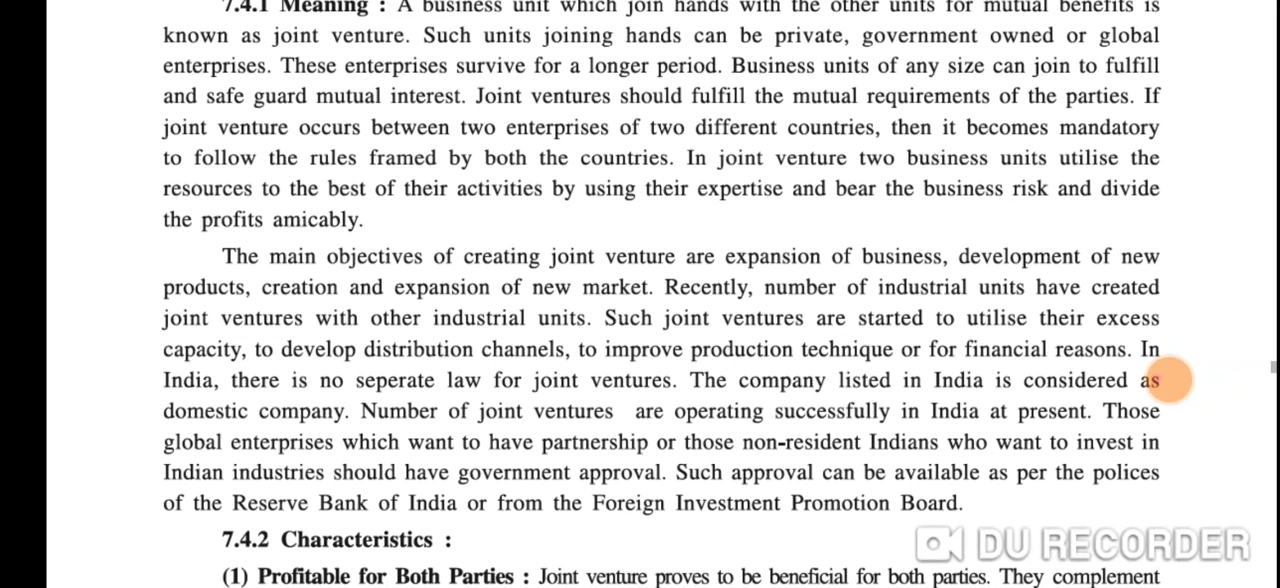 7.4.1 Meaning : A business unit which join hands with the other units for mutual benefits is
known as joint venture. Such units joining hands can be private, government owned or global
enterprises. These enterprises survive for a longer period. Business units of any size can join to fulfill
and safe guard mutual interest. Joint ventures should fulfill the mutual requirements of the parties. If
joint venture occurs between two enterprises of two different countries, then it becomes mandatory
to follow the rules framed by both the countries. In joint venture two business units utilise the
resources to the best of their activities by using their expertise and bear the business risk and divide
the profits amicably.
The main objectives of creating joint venture are expansion of business, development of new
products, creation and expansion of new market. Recently, number of industrial units have created
joint ventures with other industrial units. Such joint ventures are started to utilise their excess
capacity, to develop distribution channels, to improve production technique or for financial reasons. In
India, there is no seperate law for joint ventures. The company listed in India is considered as
domestic company. Number of joint ventures are operating successfully in India at present. Those
global enterprises which want to have partnership or those non-resident Indians who want to invest in
Indian industries should have government approval. Such approval can be available as per the polices
of the Reserve Bank of India or from the Foreign Investment Promotion Board.
7.4.2 Characteristics :
(1) Profitable for Both Parties : Joint venture proves to be beneficial for both parties. They complement
DU RECORDER